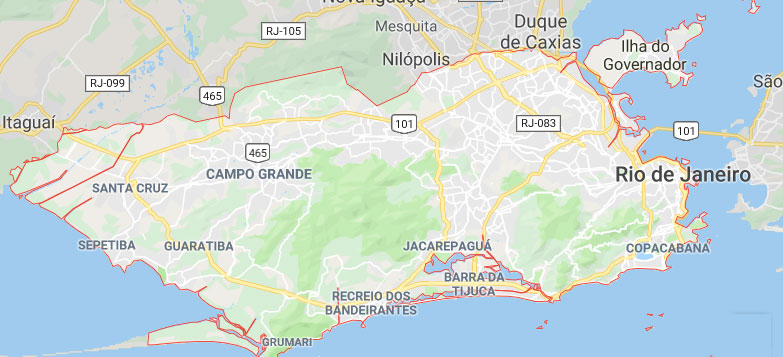 Nova Iguaçu
Mesquita
Duque
de Caxias
RJ-105
Ilha do
Governador
Nilópolis
RJ-099
465
São
Itaguaí
101
RJ-083
101
465
SANTA CRUZ
CAMPO GRANDE
Rio de Janeiro
SEPETIBA
GUARATIBA
JACAREPAGUÁ
COPACABANA
BARRA DA
TIJUCA
RECREIO DOS
BANDEIRANTES
GRUMARI